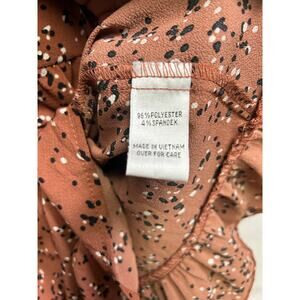 96% POLYESTER
4% SPANDEX
MADE IN VIETNAM
OVER FOR CARE